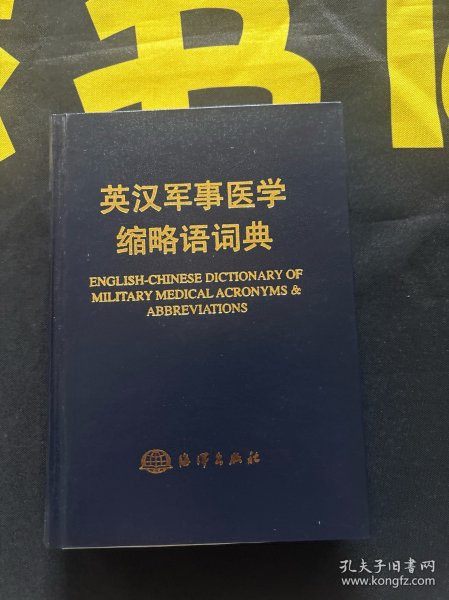 书
英汉军事医学
缩略语词典
ENGLISH-CHINESE DICTIONARY OF
MILITARY MEDICAL ACRONYMS &
ABBREVIATIONS
海洋出版社
孔夫子旧书网
www.kongfz.com